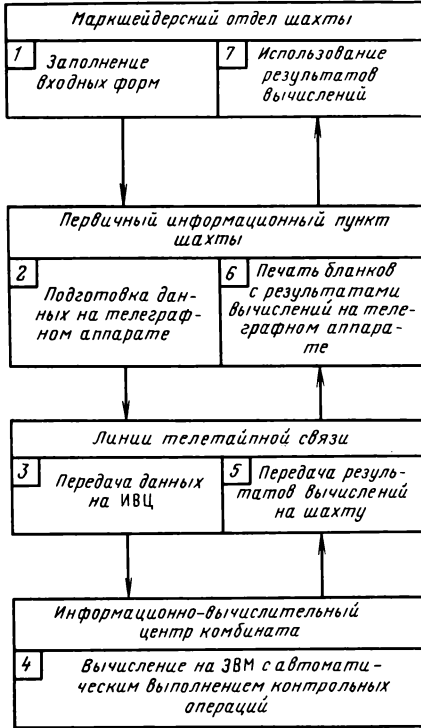 Маркшейдерский отдел шахты
1 Заполнение
входных форм
7 Использование
результатов
вычислений
Первичный информационный пункт
шахты
2
Подготовка дан-
ных на телеграф-
ном аппарате
6 Печать бланков
с результатами
вычислений на теле-
графном аппара-
те
Линии телетайпной связи
3 Передача данных
на ИВЦ
5 Передача резуль-
татов вычислений
на шахту
Информационно-вычислительный
центр комбината
4 Вычисление на ЭВМ с автомати-
ческим выполнением контрольных
операций